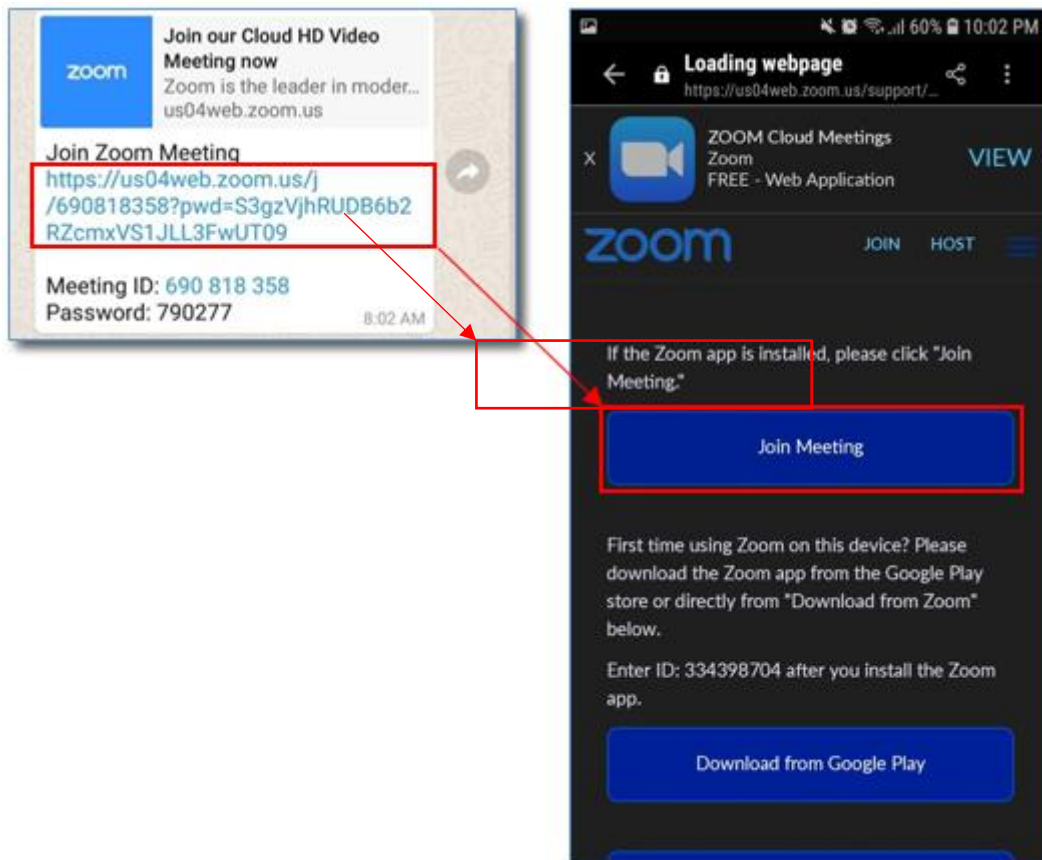 zoom
Join our Cloud HD Video
Meeting now
Zoom is the leader in moder...
us04web.zoom.us
Join Zoom Meeting
https://us04web.zoom.us/j
/690818358?pwd=S3gzVjhRUDB6b2
RZcmxVS1JLL3FwUT09
Meeting ID: 690 818 358
Password: 790277
8:02 AM
60% 10:02 PM
Loading webpage
https://us04web.zoom.us/support/_
X
ZOOM Cloud Meetings
Zoom
FREE - Web Application
VIEW
zoom
JOIN HOST
If the Zoom app is installed, please click "Join
Meeting."
Join Meeting
First time using Zoom on this device? Please
download the Zoom app from the Google Play
store or directly from "Download from Zoom"
below.
Enter ID: 334398704 after you install the Zoom
app.
Download from Google Play